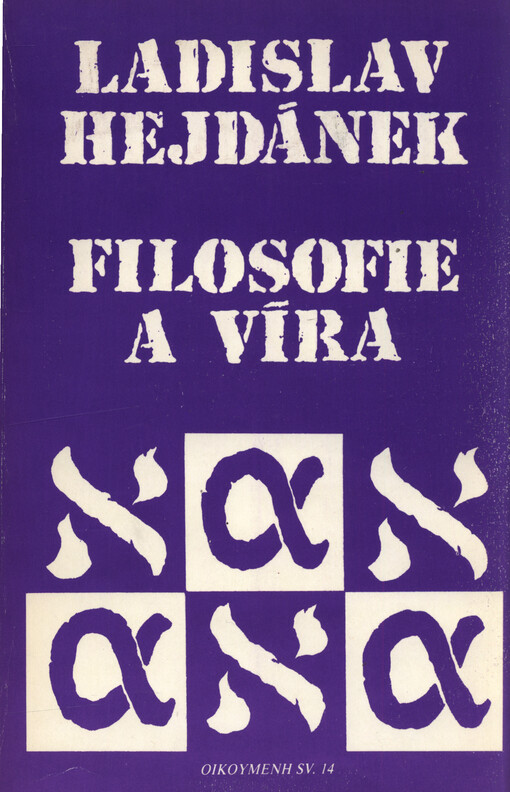 LADISLAV
HEJDÁNEK
FILOSOFIE
A VÍRA
א α א
α א α
OIKOYMENH SV. 14